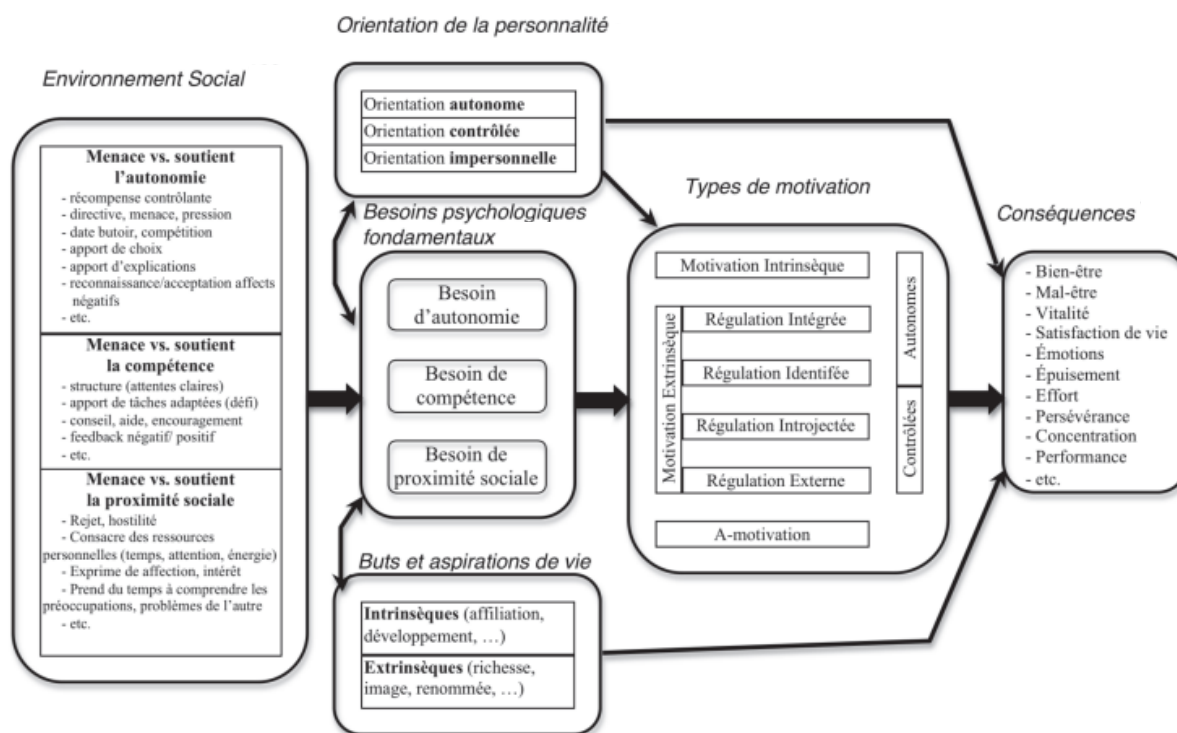 Orientation de la personnalité
Environnement Social
Orientation autonome
Orientation contrôlée
Orientation impersonnelle
Menace vs. soutient
l'autonomie
- récompense contrôlante
- directive, menace, pression
- date butoir, compétition
- apport de choix
- apport d'explications
- reconnaissance/acceptation affects
négatifs
- etc.
Menace vs. soutient
la compétence
- structure (attentes claires)
- apport de tâches adaptées (défi)
- conseil, aide, encouragement
- feedback négatif/ positif
- etc.
Menace vs. soutient
la proximité sociale
- Rejet, hostilité
- Consacre des ressources
personnelles (temps, attention, énergie)
- Exprime de affection, intérêt
- Prend du temps à comprendre les
préoccupations, problèmes de l'autre
- etc.
Besoins psychologiques
fondamentaux
Besoin
d'autonomie
Besoin de
compétence
Besoin de
proximité sociale
Buts et aspirations de vie
Intrinsèques (affiliation,
développement, …)
Extrinsèques (richesse,
image, renommée, …)
Types de motivation
Motivation Intrinsèque
Motivation Extrinsèque
Régulation Intégrée
Régulation Identifée
Régulation Introjectée
Régulation Externe
A-motivation
Autonomes
Contrôlées
Conséquences
- Bien-être
- Mal-être
- Vitalité
- Satisfaction de vie
- Émotions
- Épuisement
- Effort
- Persévérance
- Concentration
- Performance
- etc.